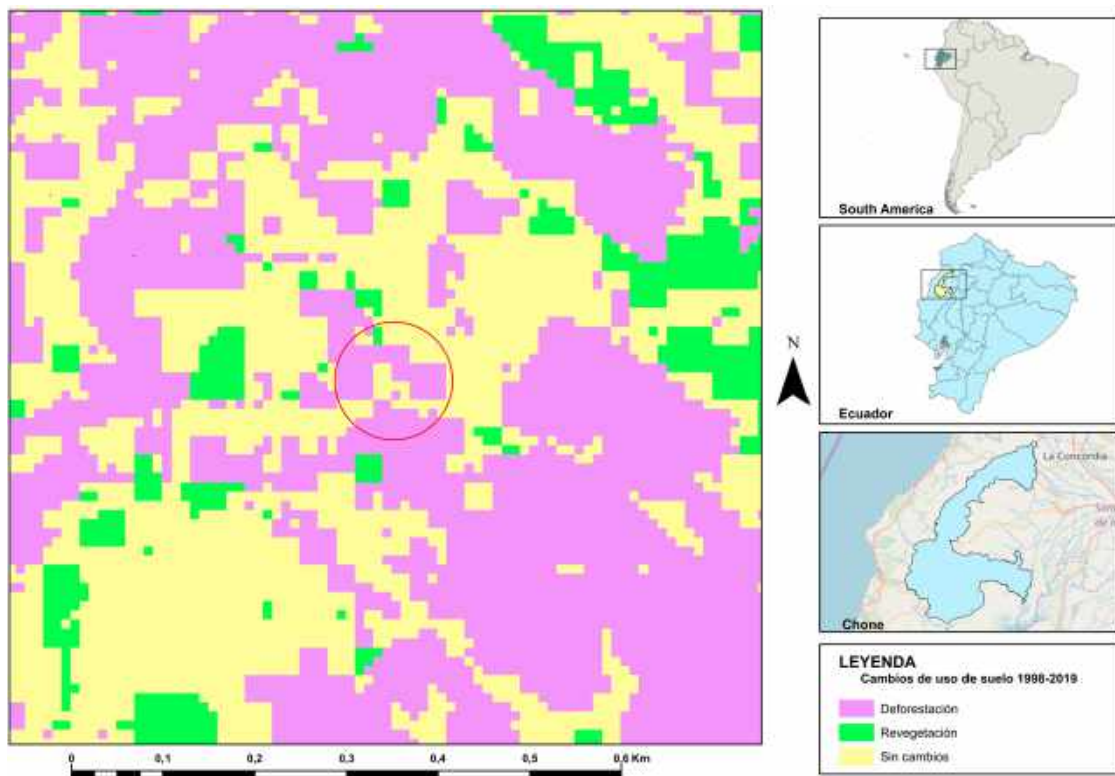 South America
N
Ecuador
La Concordia
Chone
LEYENDA
Cambios de uso de suelo 1998-2019
Deforestación
Revegetación
Sin cambios
0 0,1 0,2 0,3 0,4 0,5 0,6 Km